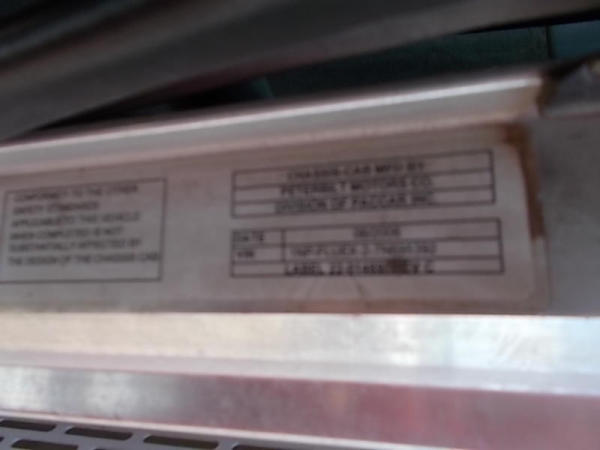 CONFORMITY TO THE OTHER
SAFETY STANDARDS
APPLICABLE TO THIS VEHICLE
WHEN COMPLETED IS NOT
SUBSTANTIALLY AFFECTED BY
THE DESIGN OF THE CHASSIS CAB
CHASSIS-CAB MFD BY
PETERBILT MOTORS CO.
DIVISION OF PACCAR INC.
DATE
VIN
LABEL